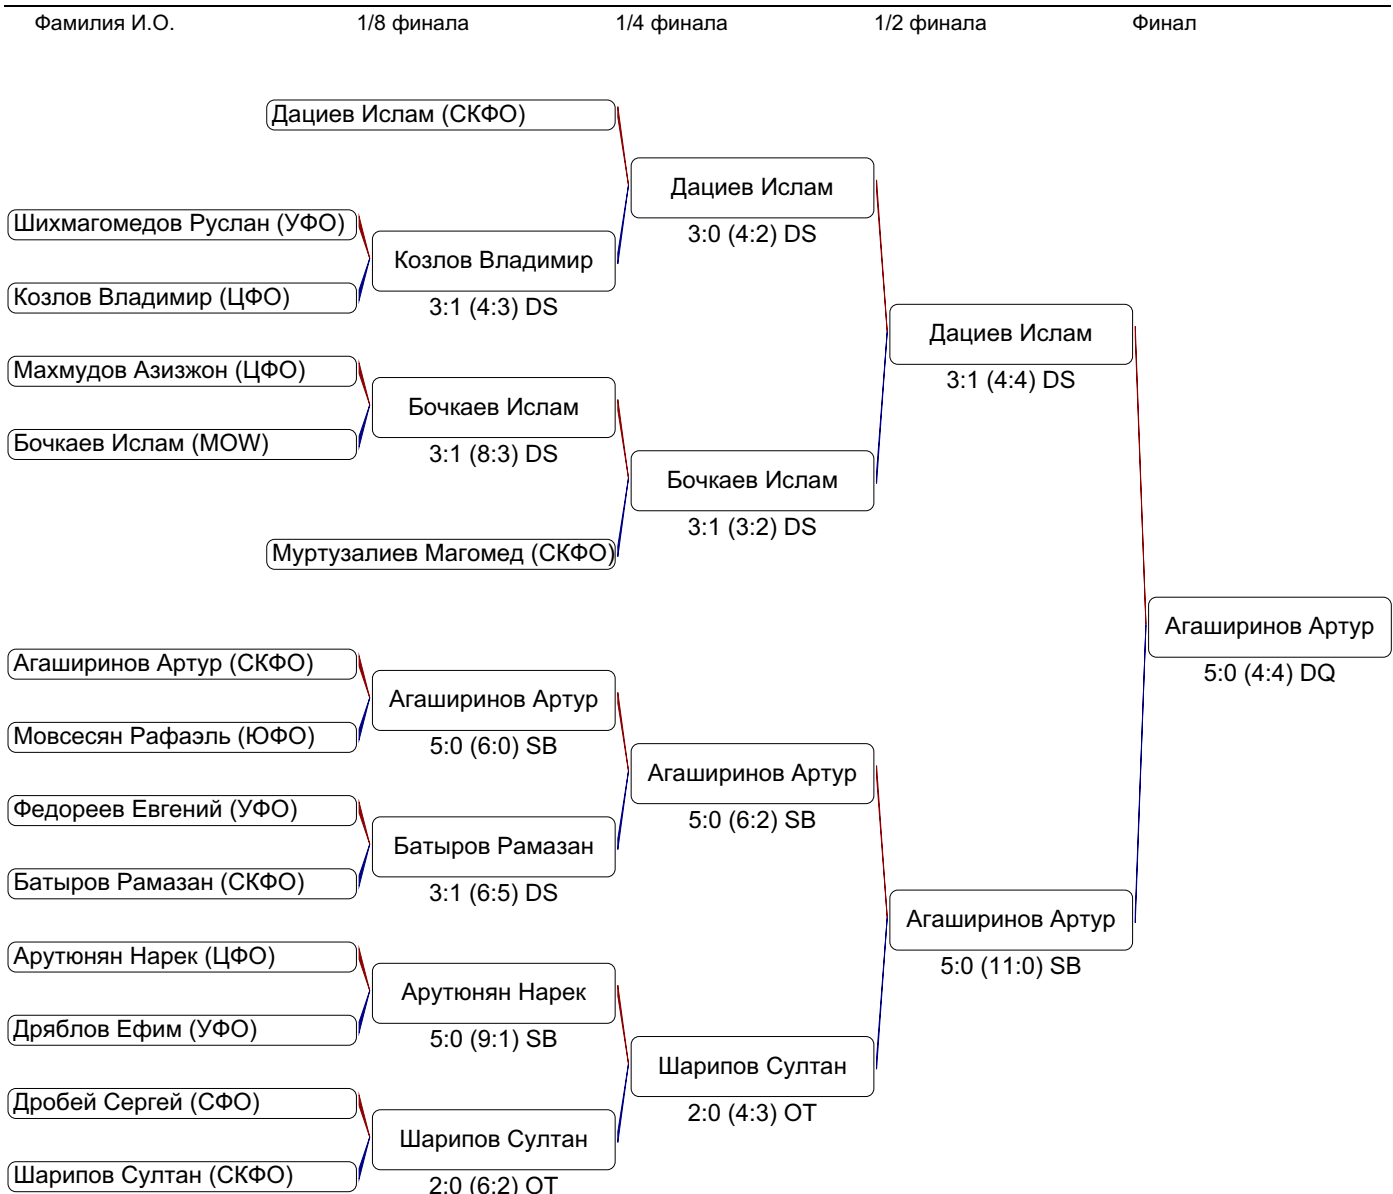 Фамилия И.О. 1/8 финала 1/4 финала 1/2 финала Финал
Дациев Ислам (СКФО)
Дациев Ислам
Шихмагомедов Руслан (УФО)
3:0 (4:2) DS
Козлов Владимир
Козлов Владимир (ЦФО)
3:1 (4:3) DS
Дациев Ислам
Махмудов Азизжон (ЦФО)
3:1 (4:4) DS
Бочкаев Ислам
Бочкаев Ислам (MOW)
3:1 (8:3) DS
Бочкаев Ислам
3:1 (3:2) DS
Муртузалиев Магомед (СКФО)
Агаширинов Артур
Агаширинов Артур (СКФО)
5:0 (4:4) DQ
Агаширинов Артур
Мовсесян Рафаэль (ЮФО)
5:0 (6:0) SB
Агаширинов Артур
Федореев Евгений (УФО)
5:0 (6:2) SB
Батыров Рамазан
Батыров Рамазан (СКФО)
3:1 (6:5) DS
Агаширинов Артур
Арутюнян Нарек (ЦФО)
5:0 (11:0) SB
Арутюнян Нарек
Дряблов Ефим (УФО)
5:0 (9:1) SB
Шарипов Султан
Дробей Сергей (СФО)
2:0 (4:3) OT
Шарипов Султан
Шарипов Султан (СКФО)
2:0 (6:2) OT